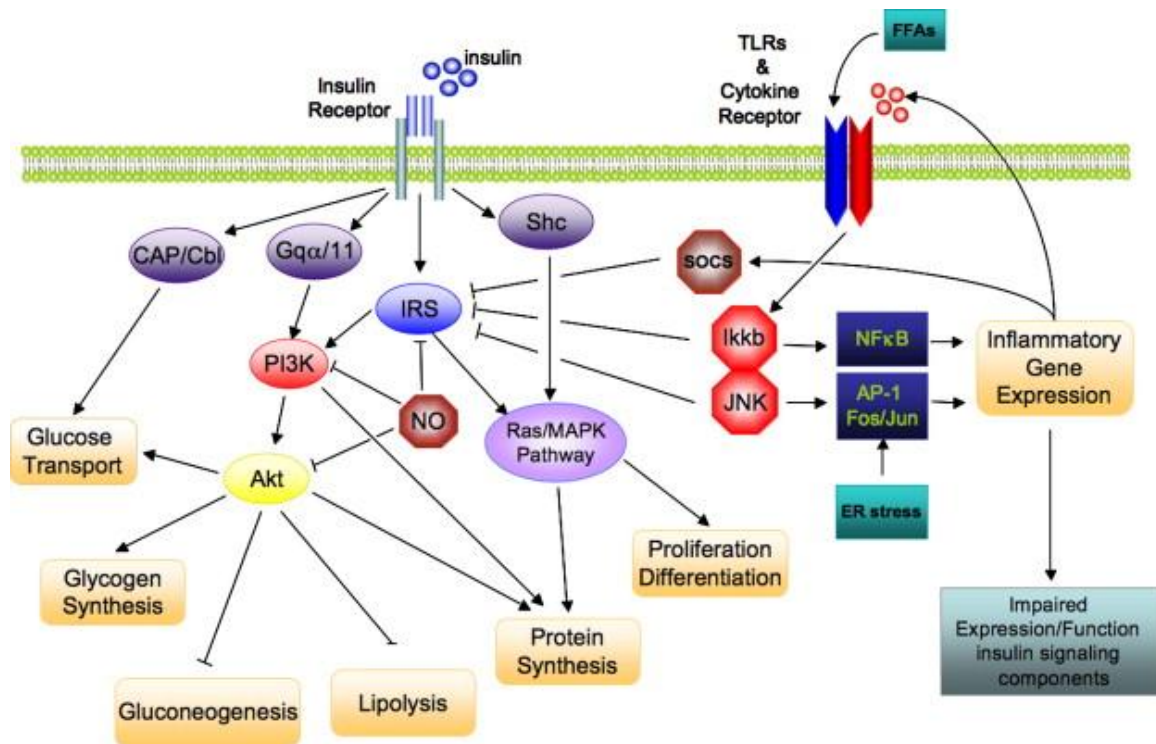 FFAs
TLRs
&
Cytokine
Receptor
insulin
Insulin
Receptor
CAP/Cbl
Gqα/11
Shc
SOCS
IRS
Ikkb
NFκB
Inflammatory
Gene
Expression
PI3K
JNK
AP-1
Fos/Jun
NO
Ras/MAPK
Pathway
Glucose
Transport
Akt
ER stress
Proliferation
Differentiation
Glycogen
Synthesis
Protein
Synthesis
Impaired
Expression/Function
insulin signaling
components
Gluconeogenesis
Lipolysis